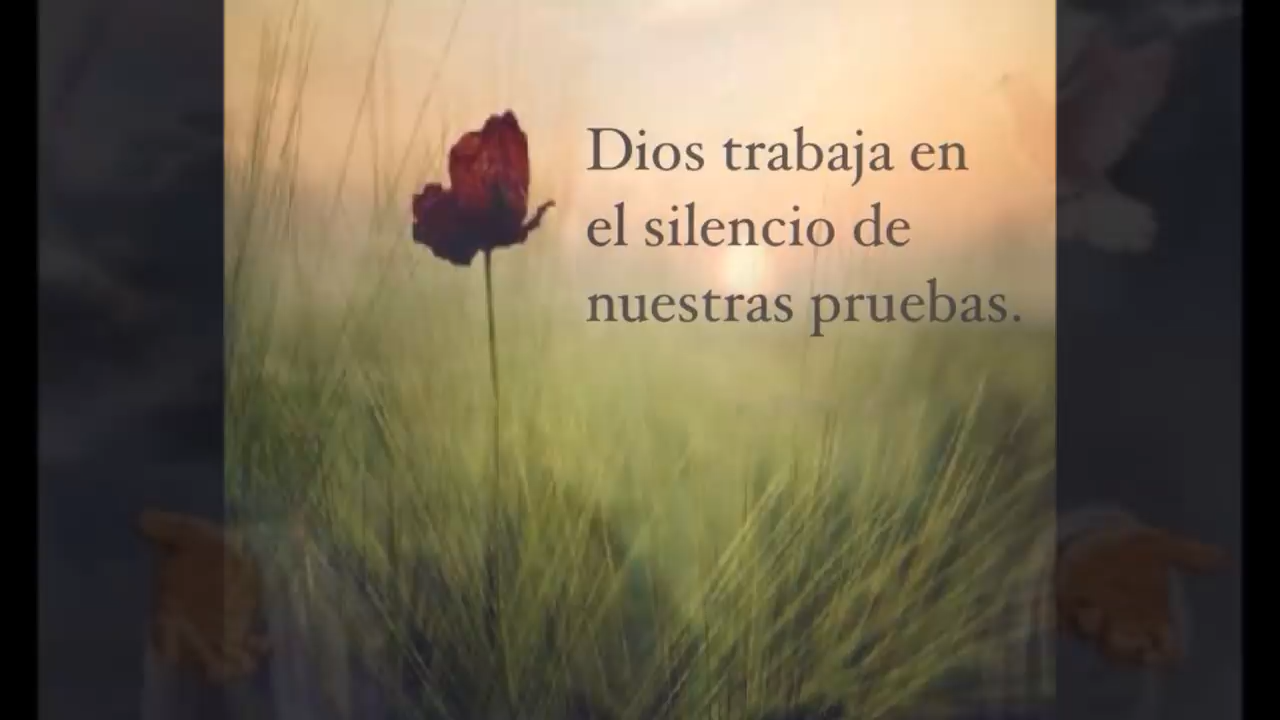 Dios trabaja en
el silencio de
nuestras pruebas.